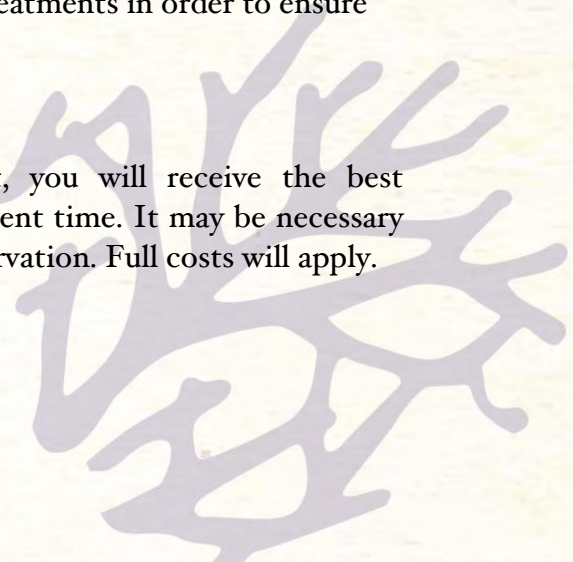 eatments in order to ensure
, you will receive the best
ent time. It may be necessary
rvation. Full costs will apply.